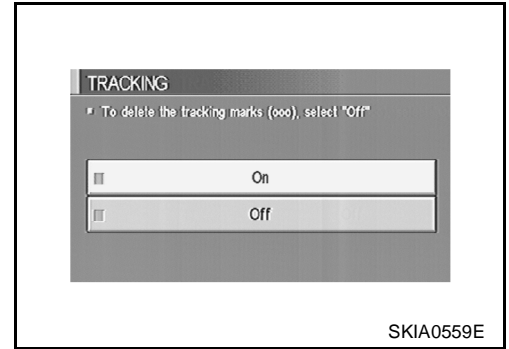 TRACKING
To delete the tracking marks (ooo), select "Off"
On
Off
SKIA0559E